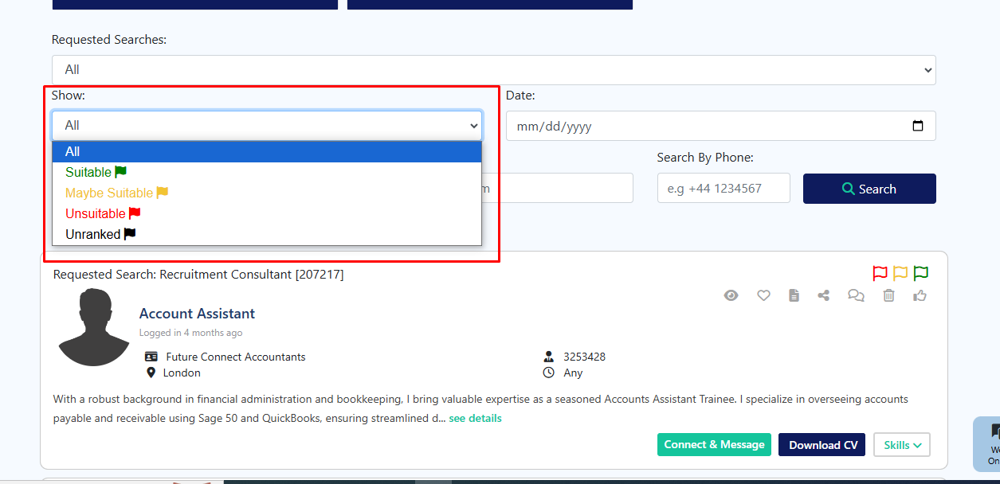 Requested Searches:
All
Show:
Date:
All
mm/dd/yyyy
All
Suitable
Maybe Suitable
Unsuitable
Unranked
Search By Phone:
e.g +44 1234567
Search
Requested Search: Recruitment Consultant [207217]
Account Assistant
Logged in 4 months ago
Future Connect Accountants
3253428
London
Any
With a robust background in financial administration and bookkeeping, I bring valuable expertise as a seasoned Accounts Assistant Trainee. I specialize in overseeing accounts
payable and receivable using Sage 50 and QuickBooks, ensuring streamlined d... see details
Connect & Message
Download CV
Skills